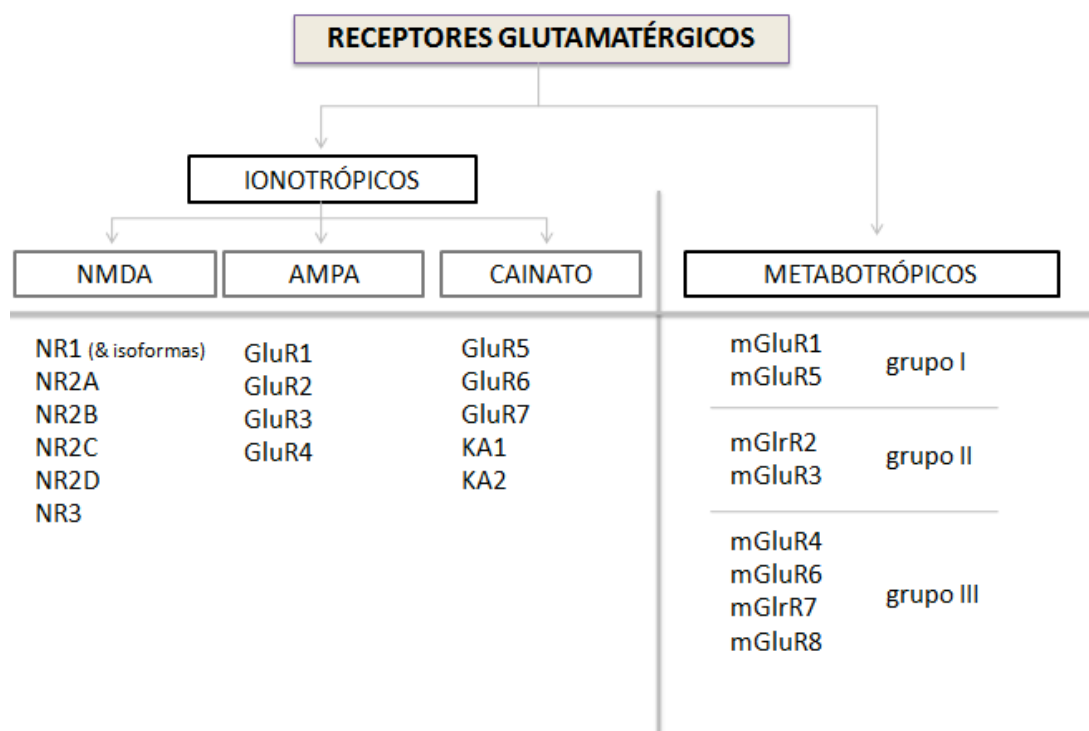 RECEPTORES GLUTAMATÉRGICOS
IONOTRÓPICOS
NMDA
AMPA
CAINATO
METABOTRÓPICOS
NR1 (& isoformas)
NR2A
NR2B
NR2C
NR2D
NR3
GluR1
GluR2
GluR3
GluR4
GluR5
GluR6
GluR7
KA1
KA2
mGluR1
mGluR5
grupo I
mGlrR2
mGluR3
grupo II
mGluR4
mGluR6
mGlrR7
mGluR8
grupo III